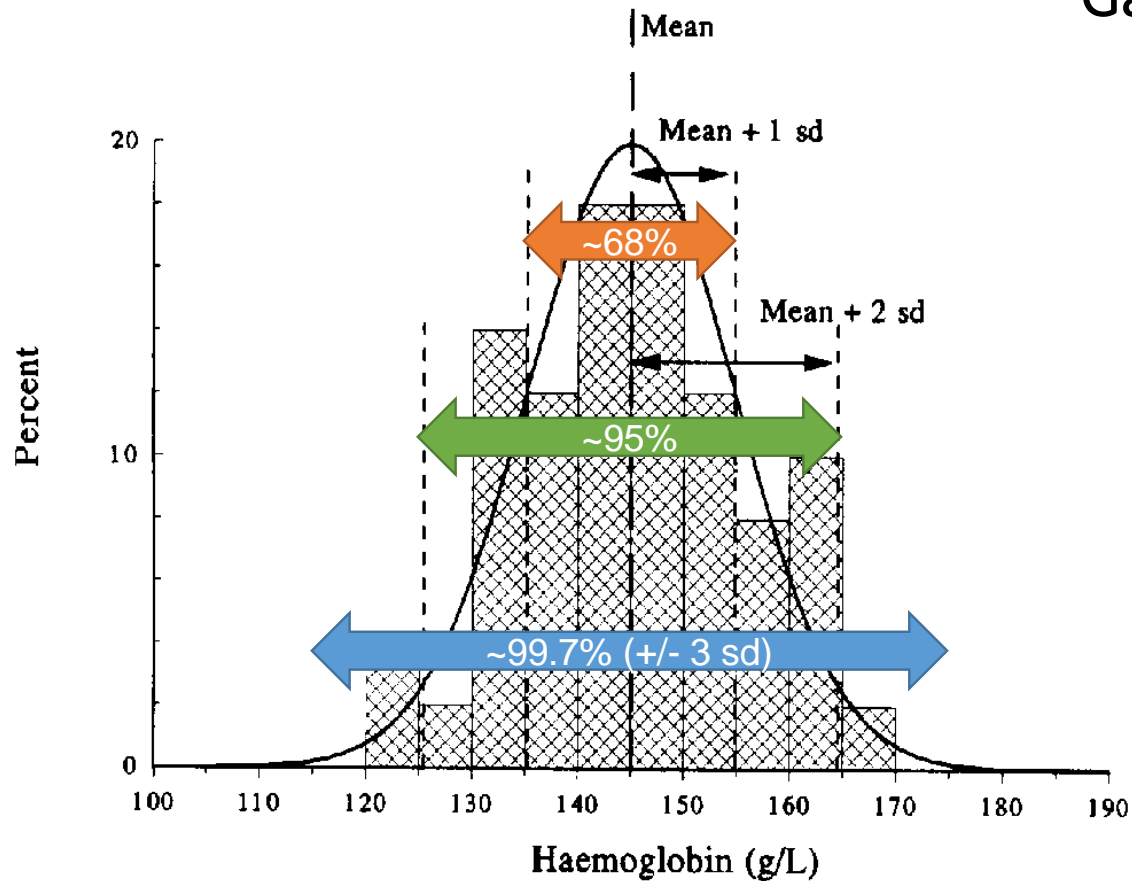 Ga
Mean
Mean + 1 sd
20
~68%
Mean + 2 sd
Percent
10
~95%
~99.7% (+/- 3 sd)
0
100 110 120 130 140 150 160 170 180 190
Haemoglobin (g/L)